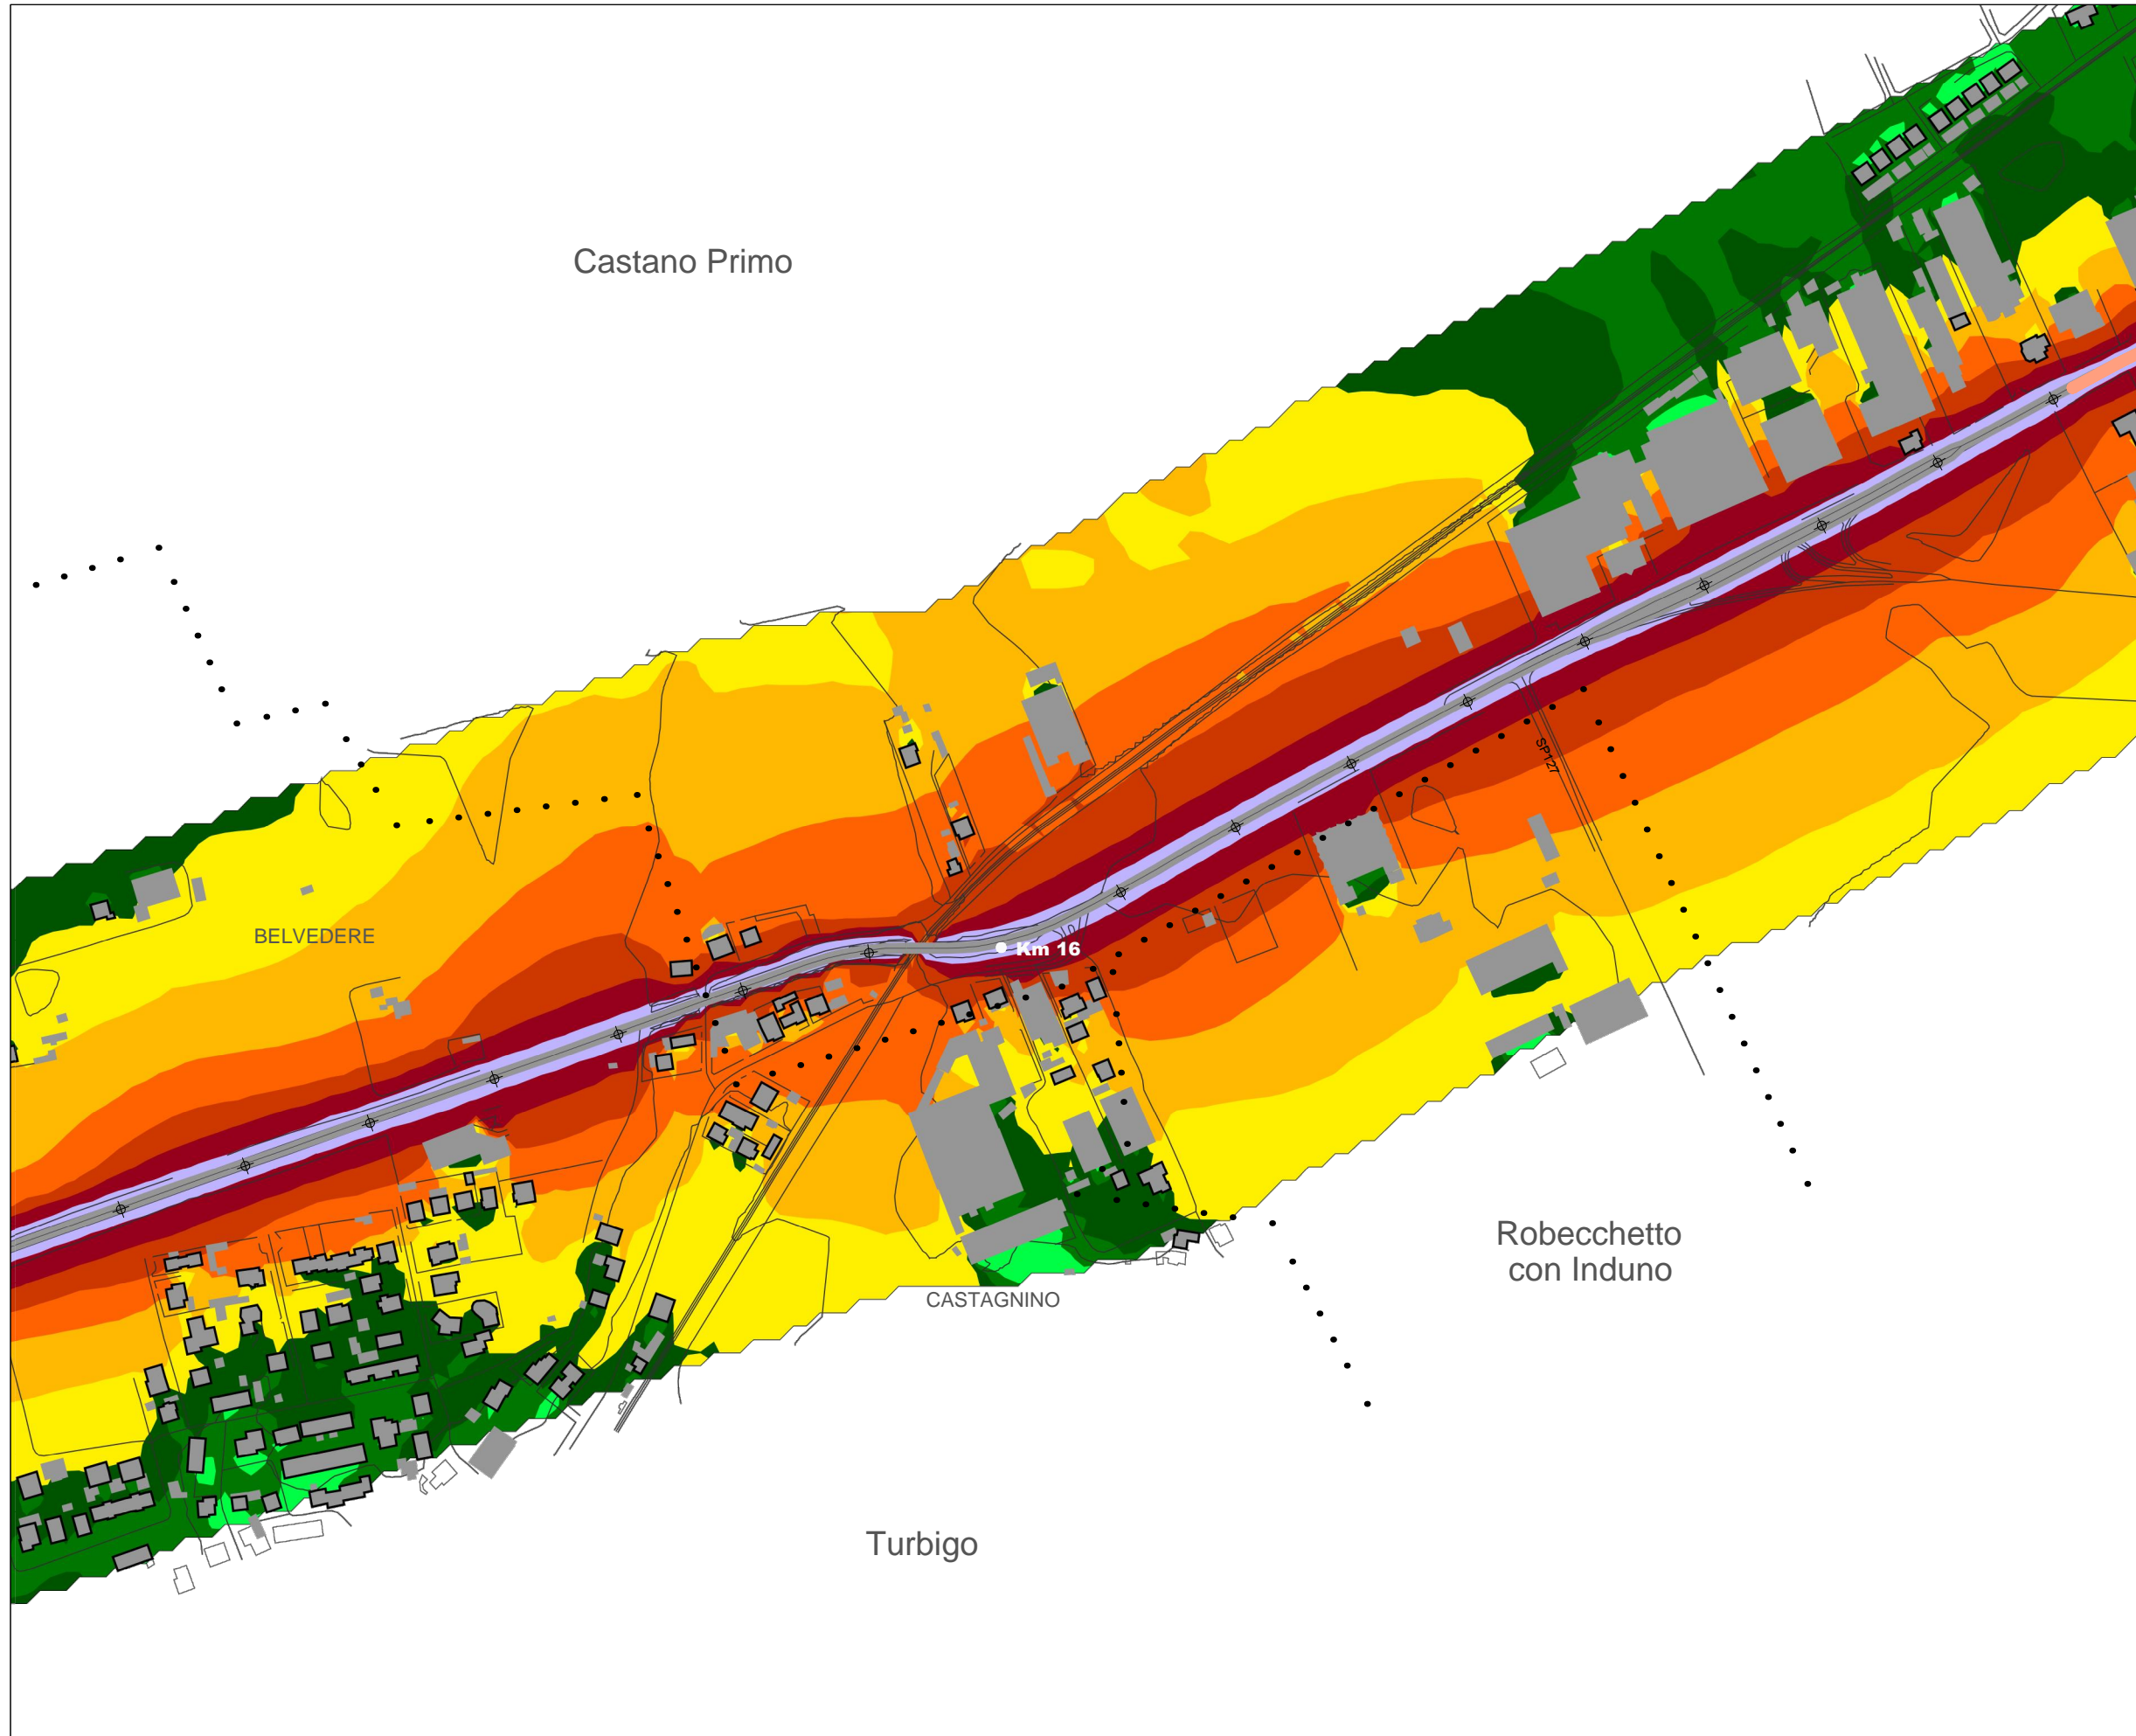 Castano Primo
SP127
BELVEDERE
Km 16
Robecchetto
con Induno
CASTAGNINO
Turbigo